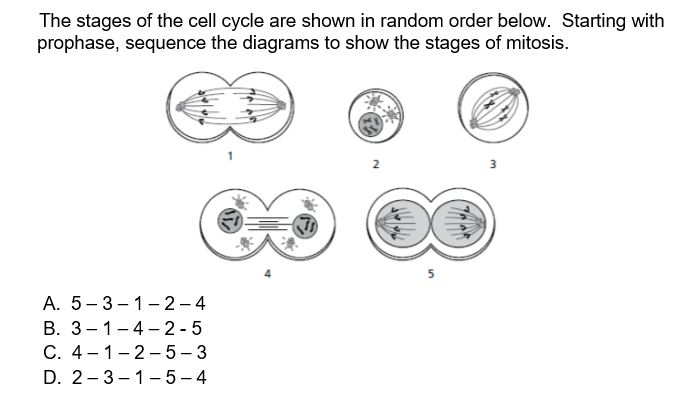 The stages of the cell cycle are shown in random order below.  Starting with
prophase, sequence the diagrams to show the stages of mitosis.
1
2
3
4
5
A.  5 – 3 – 1 – 2 – 4
B.  3 – 1 – 4 – 2 - 5
C.  4 – 1 – 2 – 5 – 3
D.  2 – 3 – 1 – 5 – 4